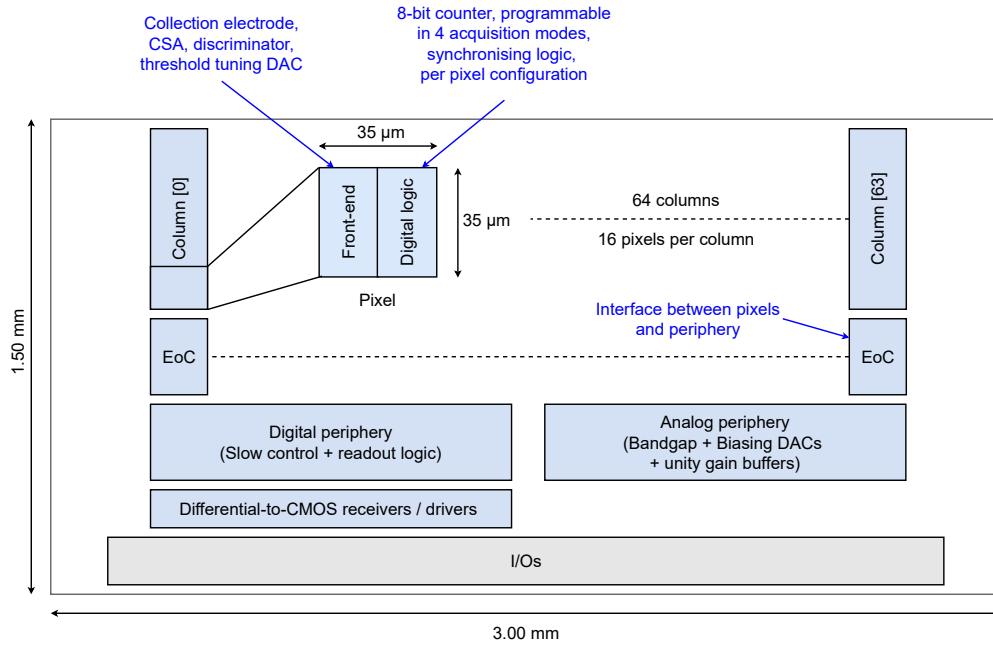 Collection electrode,
CSA, discriminator,
threshold tuning DAC
8-bit counter, programmable
in 4 acquisition modes,
synchronising logic,
per pixel configuration
35 µm
Column [0]
Front-end
Digital logic
35 µm
64 columns
16 pixels per column
Column [63]
Pixel
Interface between pixels
and periphery
1.50 mm
EoC
EoC
Digital periphery
(Slow control + readout logic)
Analog periphery
(Bandgap + Biasing DACs
+ unity gain buffers)
Differential-to-CMOS receivers / drivers
I/Os
3.00 mm